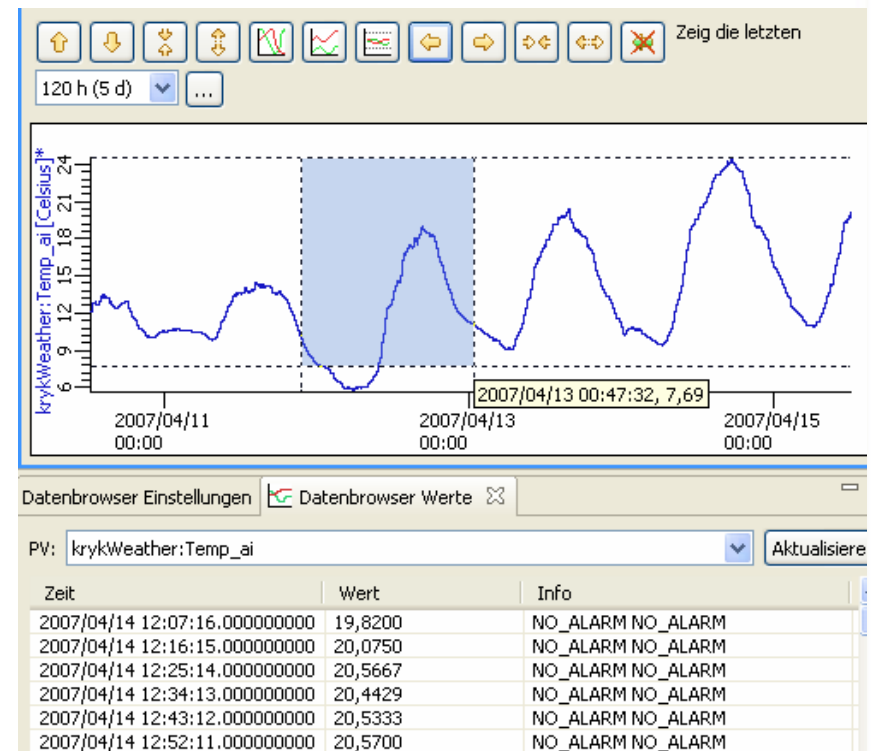 Zeig die letzten
120 h (5 d) ...
krykWeather:Temp_ai [Celsius]*
24
21
18
15
12
9
6
2007/04/13 00:47:32, 7,69
2007/04/11 2007/04/13 2007/04/15
00:00 00:00 00:00
Datenbrowser Einstellungen Datenbrowser Werte
PV: krykWeather:Temp_ai Aktualisiere
Zeit Wert Info
2007/04/14 12:07:16.000000000 19,8200 NO_ALARM NO_ALARM
2007/04/14 12:16:15.000000000 20,0750 NO_ALARM NO_ALARM
2007/04/14 12:25:14.000000000 20,5667 NO_ALARM NO_ALARM
2007/04/14 12:34:13.000000000 20,4429 NO_ALARM NO_ALARM
2007/04/14 12:43:12.000000000 20,5333 NO_ALARM NO_ALARM
2007/04/14 12:52:11.000000000 20,5700 NO_ALARM NO_ALARM